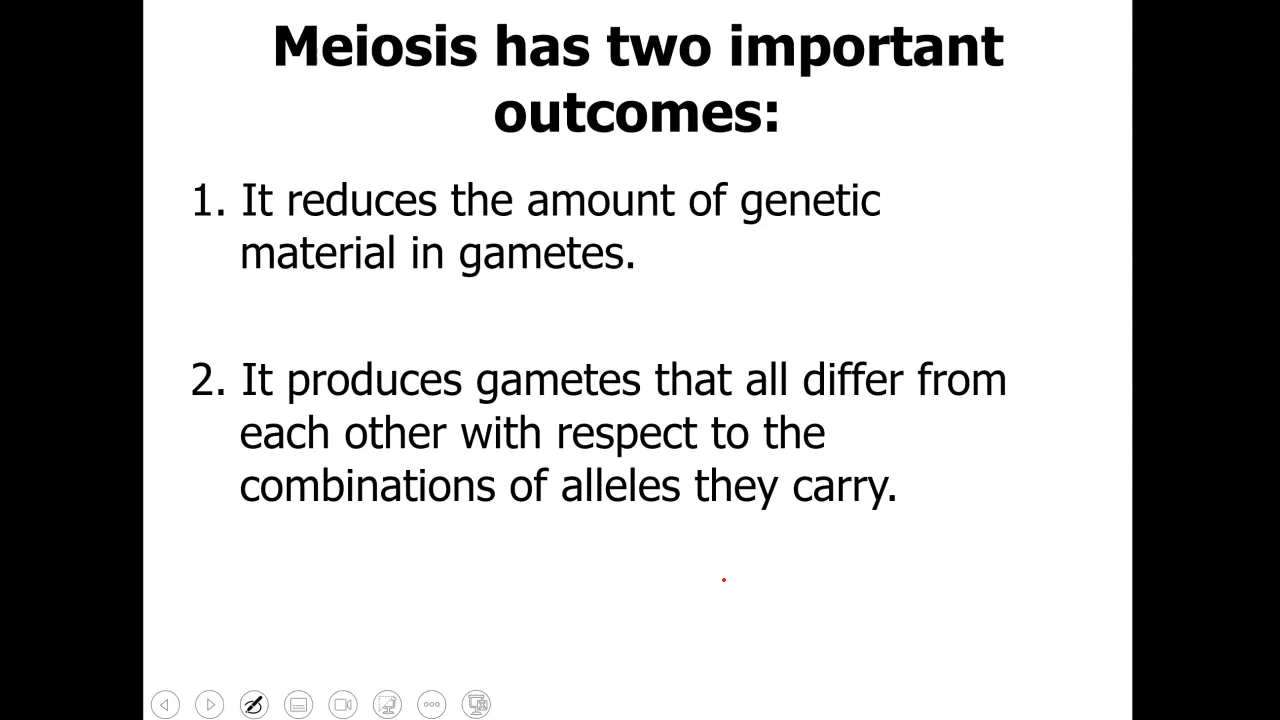 Meiosis has two important
outcomes:
1. It reduces the amount of genetic
material in gametes.
2. It produces gametes that all differ from
each other with respect to the
combinations of alleles they carry.